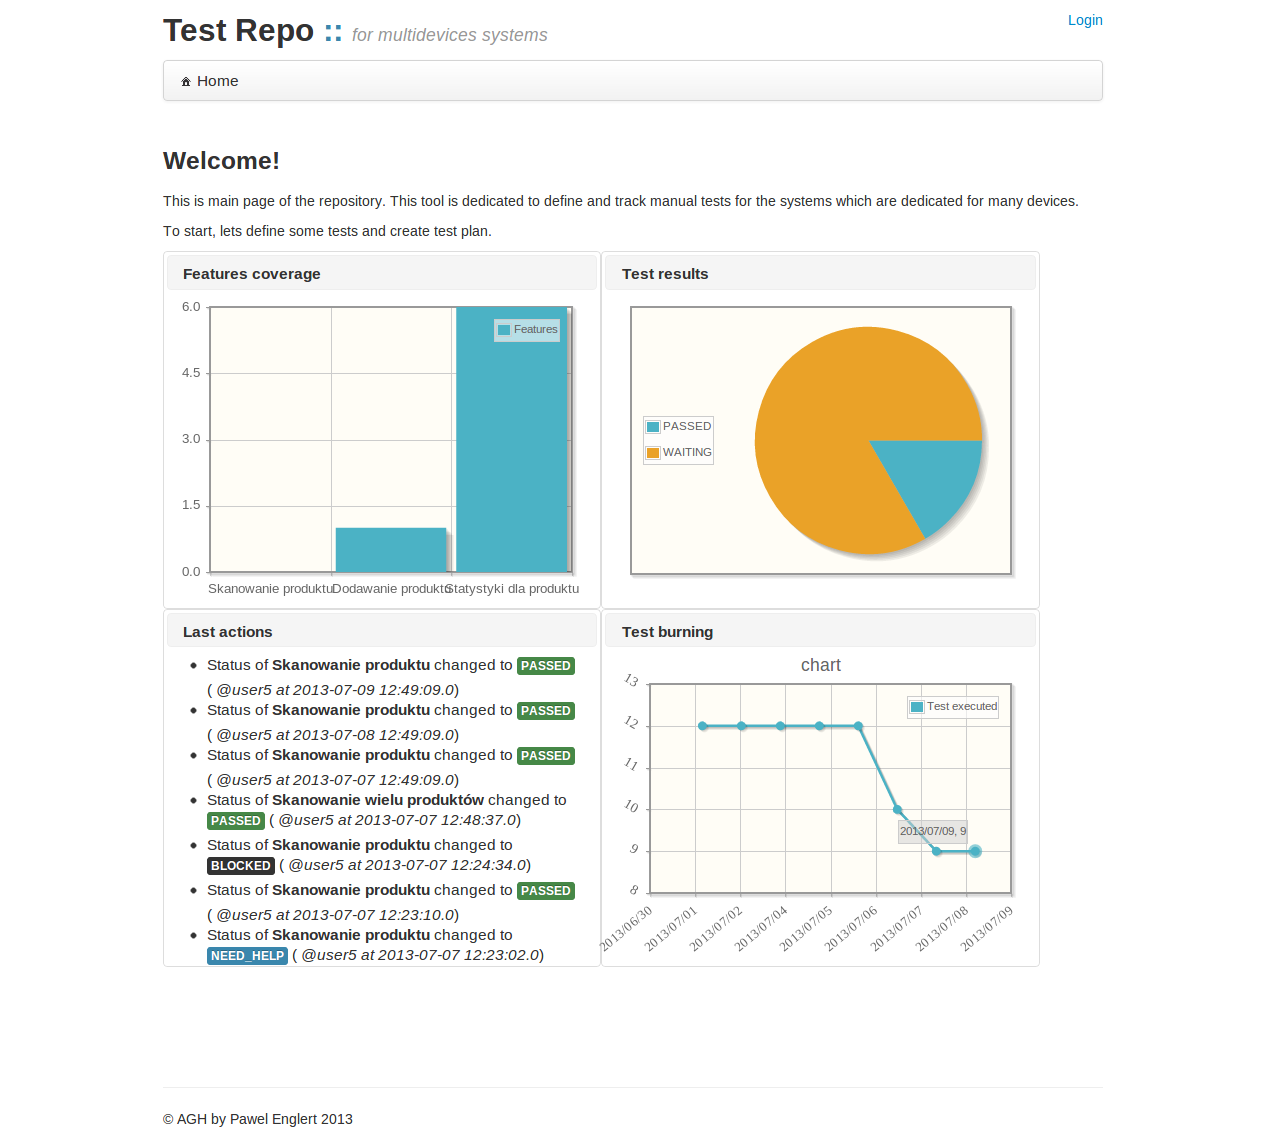 Test Repo :: for multidevices systems
Login
Home
Welcome!
This is main page of the repository. This tool is dedicated to define and track manual tests for the systems which are dedicated for many devices.
To start, lets define some tests and create test plan.
Features coverage
6.0
4.5
3.0
1.5
0.0
Features
Skanowanie produktu
Dodawanie produktu
Statystyki dla produktu
Test results
PASSED
WAITING
Last actions
Status of Skanowanie produktu changed to PASSED
( @user5 at 2013-07-09 12:49:09.0)
Status of Skanowanie produktu changed to PASSED
( @user5 at 2013-07-08 12:49:09.0)
Status of Skanowanie produktu changed to PASSED
( @user5 at 2013-07-07 12:49:09.0)
Status of Skanowanie wielu produktów changed to
PASSED ( @user5 at 2013-07-07 12:48:37.0)
Status of Skanowanie produktu changed to
BLOCKED ( @user5 at 2013-07-07 12:24:34.0)
Status of Skanowanie produktu changed to PASSED
( @user5 at 2013-07-07 12:23:10.0)
Status of Skanowanie produktu changed to
NEED_HELP ( @user5 at 2013-07-07 12:23:02.0)
Test burning
chart
13
12
11
10
9
8
Test executed
2013/07/09, 9
2013/06/30
2013/07/01
2013/07/02
2013/07/04
2013/07/05
2013/07/06
2013/07/07
2013/07/08
2013/07/09
© AGH by Pawel Englert 2013